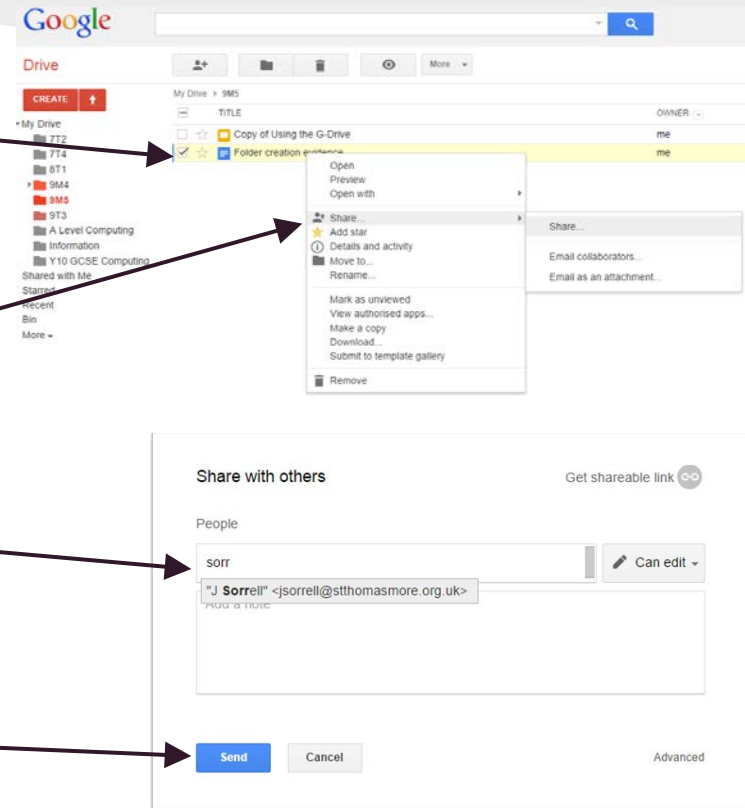 Google
Drive
More
CREATE
My Drive > 9M5
TITLE
OWNER
My Drive
7T2
7T4
8T1
9M4
9M5
9T3
A Level Computing
Information
Y10 GCSE Computing
Shared with Me
Starred
Recent
Bin
More
Copy of Using the G-Drive
me
Folder creation evidence
me
Open
Preview
Open with
Share...
Add star
Details and activity
Move to...
Rename...
Mark as unviewed
View authorised apps...
Make a copy
Download...
Submit to template gallery
Remove
Share...
Email collaborators...
Email as an attachment...
Share with others
Get shareable link
People
sorr
Can edit
"J Sorrell" <jsorrell@stthomasmore.org.uk>
Add a note
Send
Cancel
Advanced